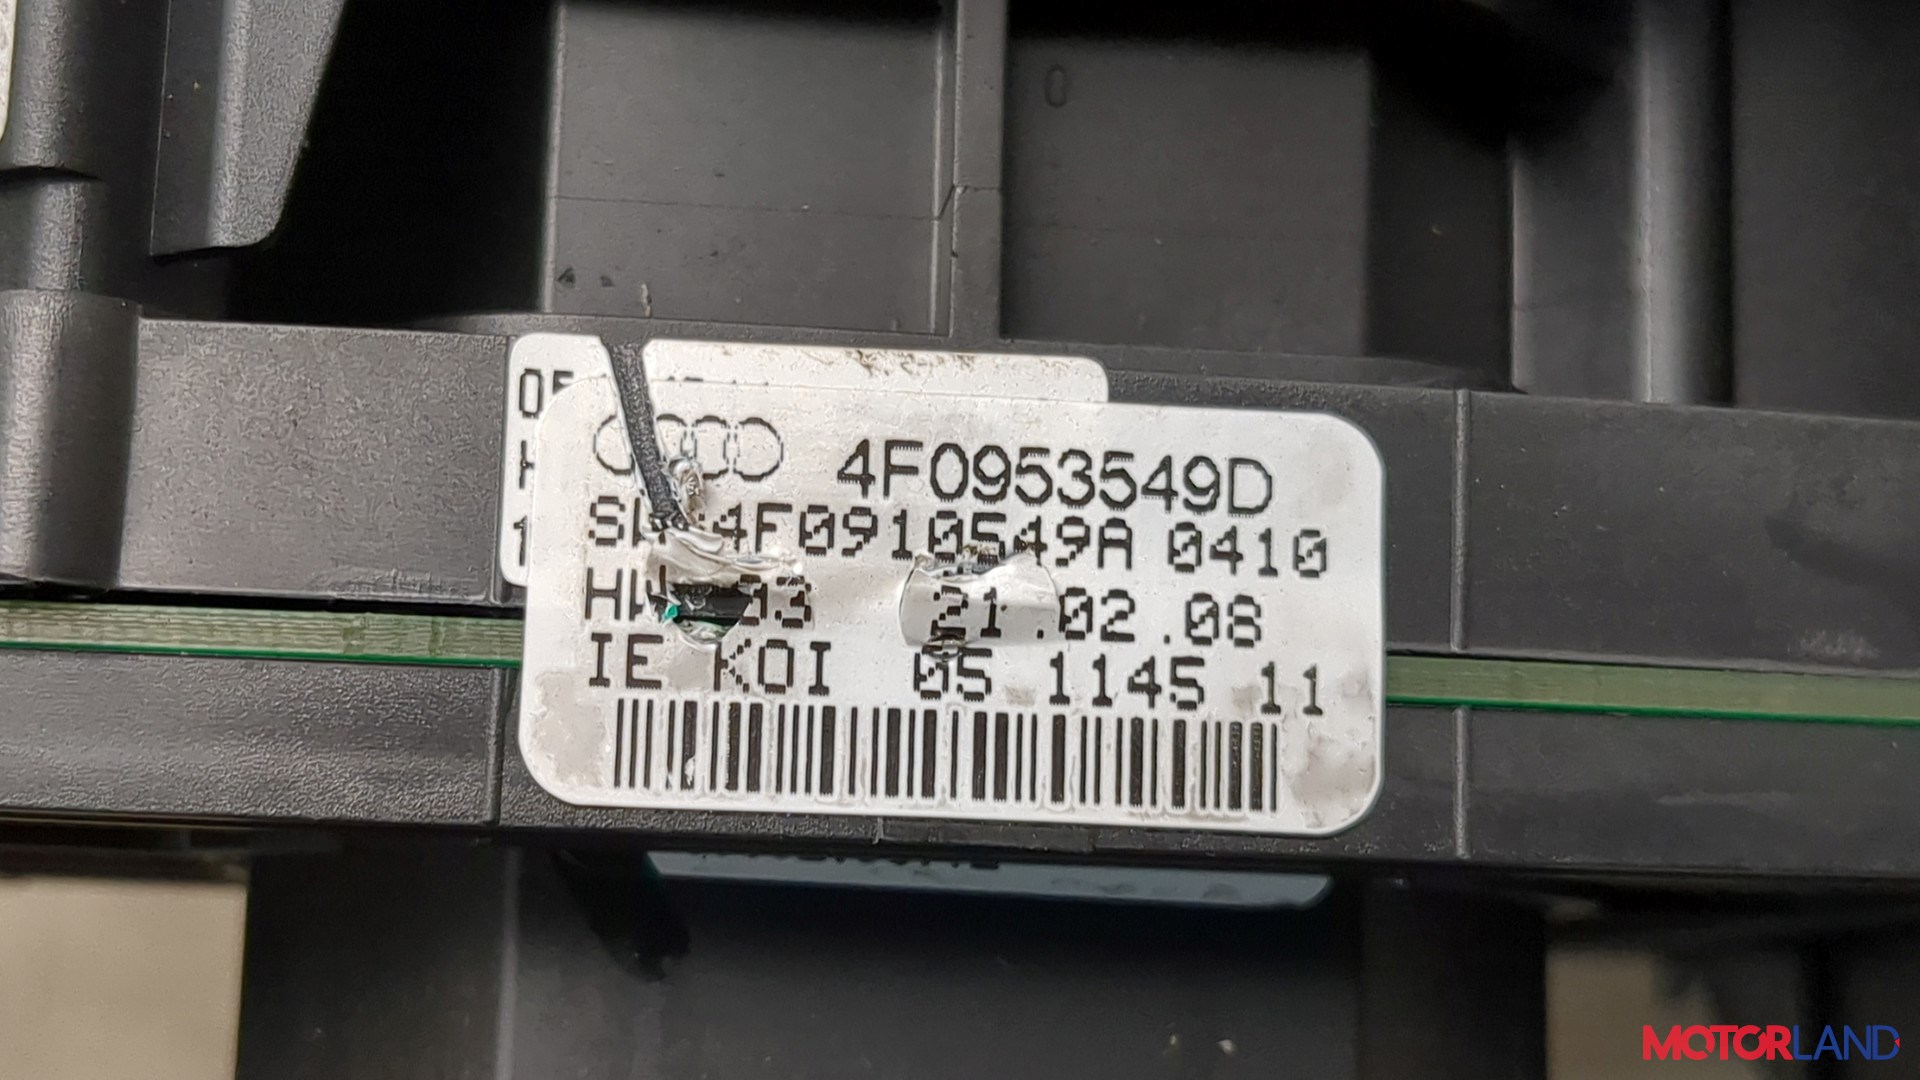 4F0953549D
4F0910549A 0410
21.02.08
IE KOI 05 1145 11
MOTORLAND